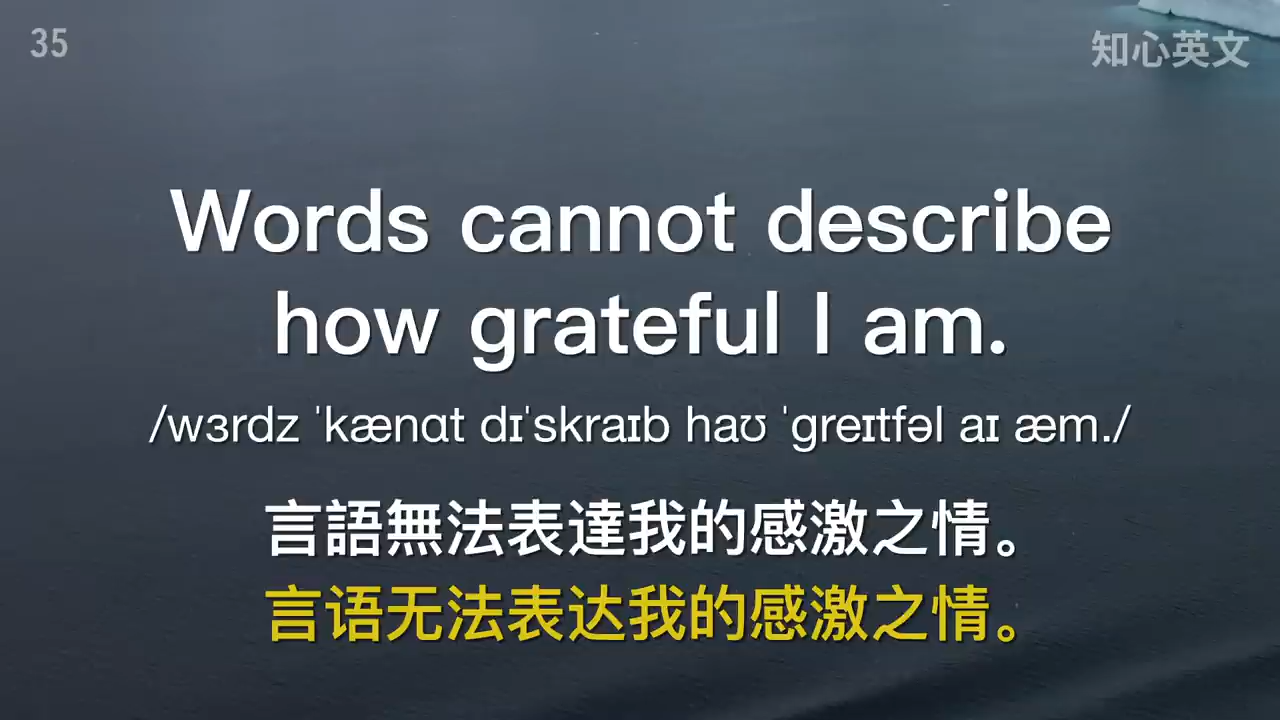 35
知心英文
Words cannot describe
how grateful I am.
/wɜrdz ˈkænɑt dɪˈskraɪb haʊ ˈɡreɪtfəl aɪ æm./
言語無法表達我的感激之情。
言语无法表达我的感激之情。